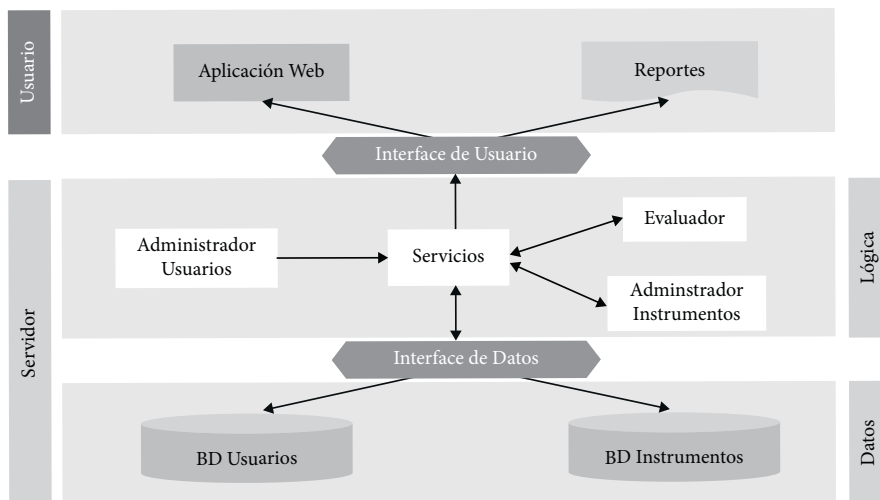 Usuario
Aplicación Web
Reportes
Interface de Usuario
Servidor
Lógica
Administrador
Usuarios
Servicios
Evaluador
Adminstrador
Instrumentos
Interface de Datos
Datos
BD Usuarios
BD Instrumentos